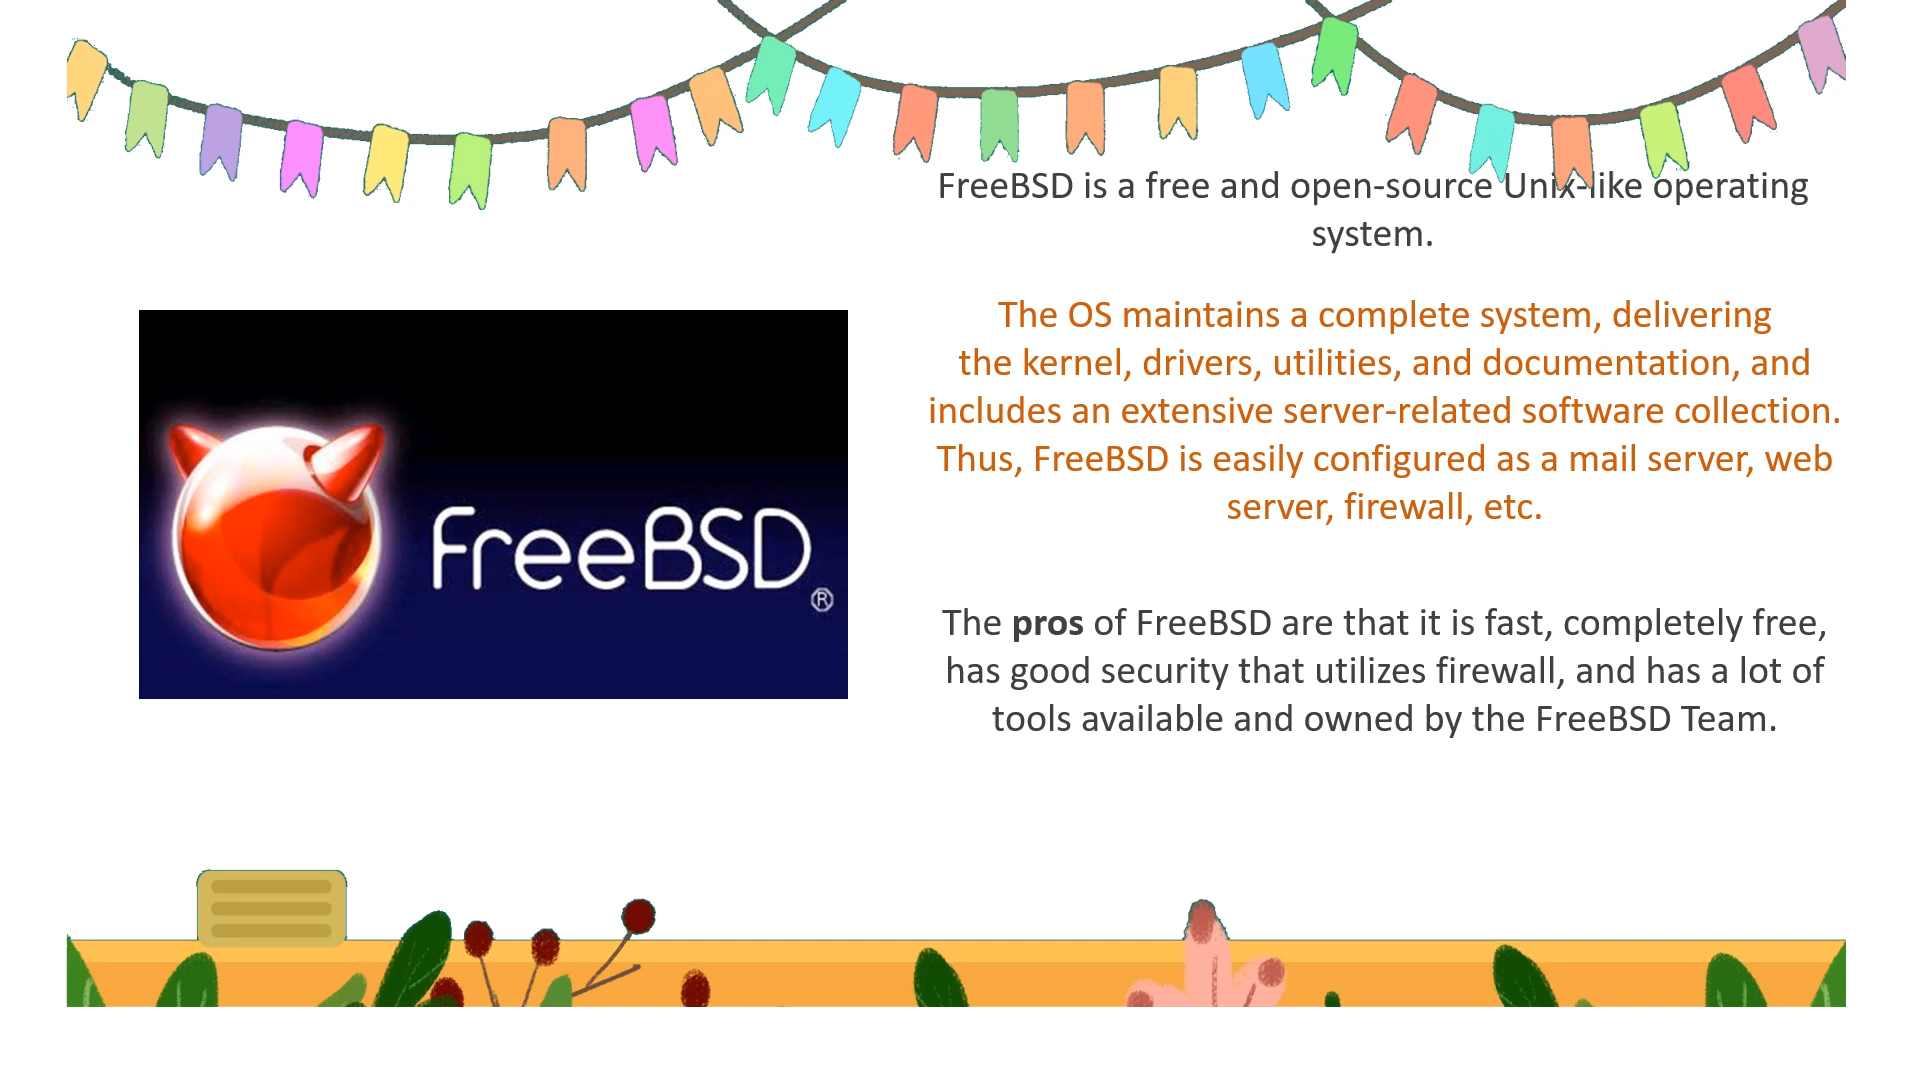 FreeBSD is a free and open-source Unix-like operating
system.
FreeBSD®
The OS maintains a complete system, delivering
the kernel, drivers, utilities, and documentation, and
includes an extensive server-related software collection.
Thus, FreeBSD is easily configured as a mail server, web
server, firewall, etc.
The pros of FreeBSD are that it is fast, completely free,
has good security that utilizes firewall, and has a lot of
tools available and owned by the FreeBSD Team.